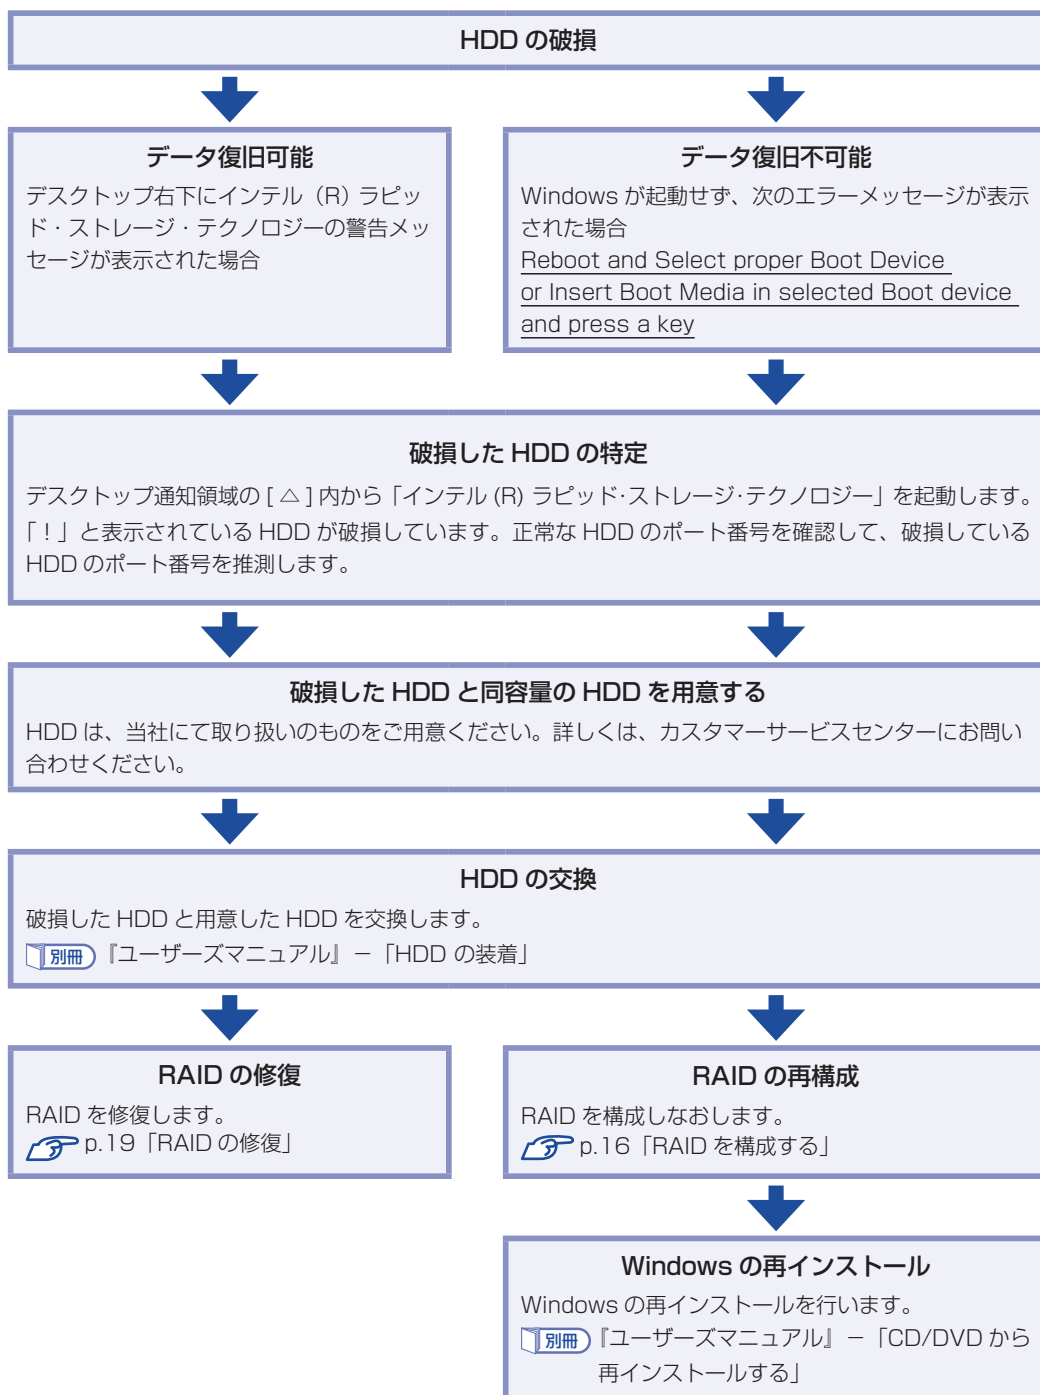 HDD の破損
データ復旧可能
デスクトップ右下にインテル（R）ラピッ
ド・ストレージ・テクノロジーの警告メッ
セージが表示された場合
データ復旧不可能
Windows が起動せず、次のエラーメッセージが表示
された場合
Reboot and Select proper Boot Device
or Insert Boot Media in selected Boot device
and press a key
破損した HDD の特定
デスクトップ通知領域の [ △ ] 内から「インテル (R) ラピッド・ストレージ・テクノロジー」を起動します。
「！」と表示されている HDD が破損しています。正常な HDD のポート番号を確認して、破損している
HDD のポート番号を推測します。
破損した HDD と同容量の HDD を用意する
HDD は、当社にて取り扱いのものをご用意ください。詳しくは、カスタマーサービスセンターにお問い
合わせください。
HDD の交換
破損した HDD と用意した HDD を交換します。
別冊 『ユーザーズマニュアル』－「HDD の装着」
RAID の修復
RAID を修復します。
p.19「RAID の修復」
RAID の再構成
RAID を構成しなおします。
p.16「RAID を構成する」
Windows の再インストール
Windows の再インストールを行います。
別冊 『ユーザーズマニュアル』－「CD/DVD から
再インストールする」